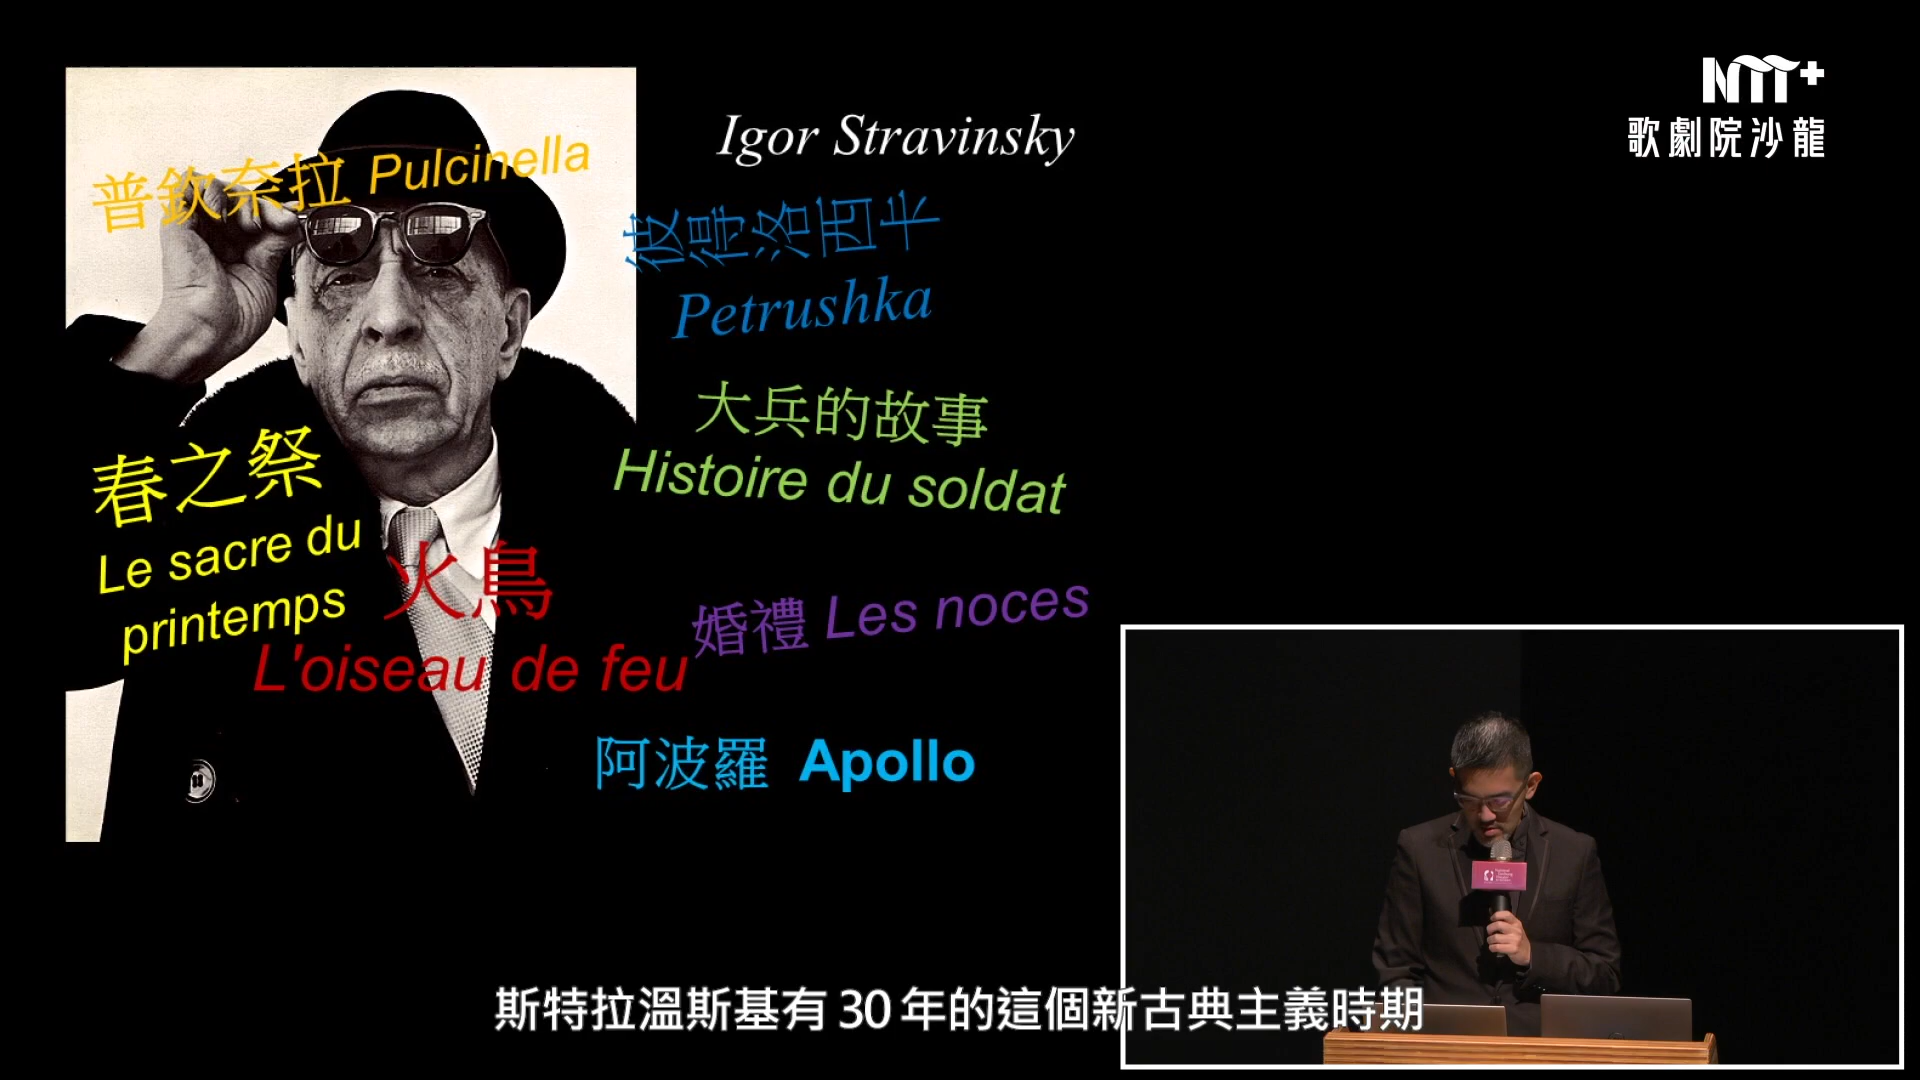 NTT+
歌劇院沙龍
Igor Stravinsky
普欽奈拉 Pulcinella
彼得洛西卡
Petrushka
大兵的故事
Histoire du soldat
春之祭
Le sacre du
printemps
火鳥
L'oiseau de feu
婚禮 Les noces
阿波羅 Apollo
斯特拉溫斯基有 30 年的這個新古典主義時期